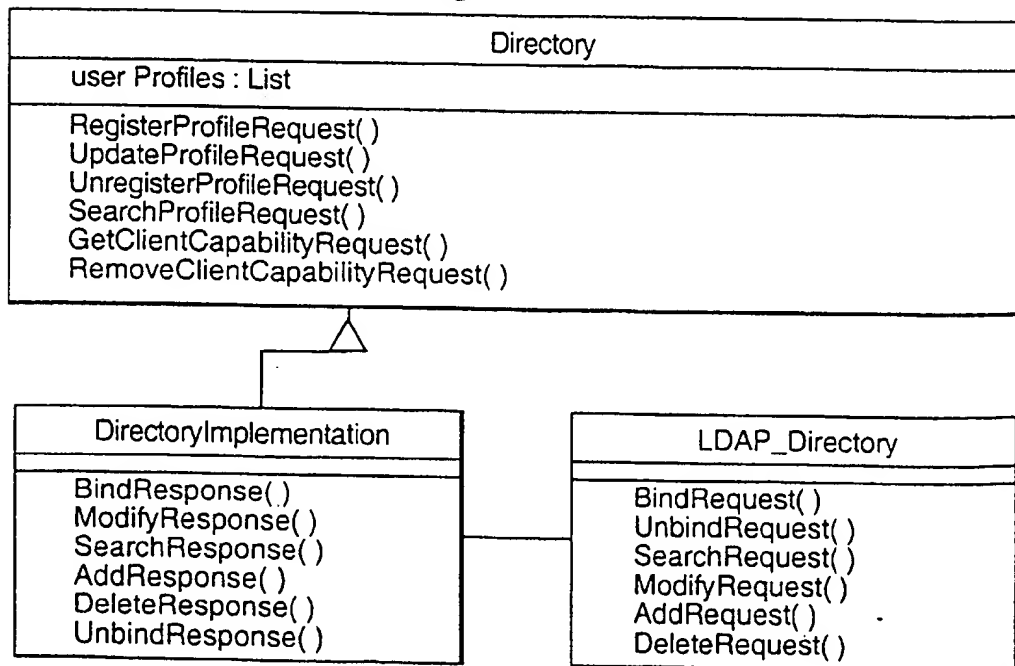 Directory
user Profiles : List
RegisterProfileRequest( )
UpdateProfileRequest( )
UnregisterProfileRequest( )
SearchProfileRequest( )
GetClientCapabilityRequest( )
RemoveClientCapabilityRequest( )
DirectoryImplementation
BindResponse( )
ModifyResponse( )
SearchResponse( )
AddResponse( )
DeleteResponse( )
UnbindResponse( )
LDAP_Directory
BindRequest( )
UnbindRequest( )
SearchRequest( )
ModifyRequest( )
AddRequest( )
DeleteRequest( )